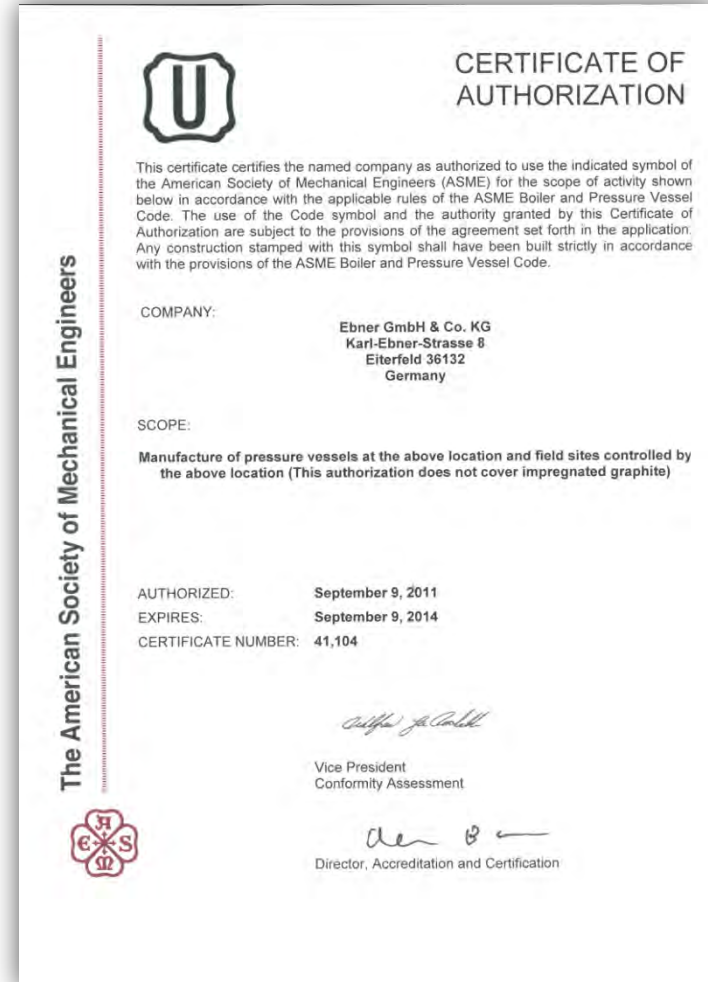 U
CERTIFICATE OF
AUTHORIZATION
This certificate certifies the named company as authorized to use the indicated symbol of
the American Society of Mechanical Engineers (ASME) for the scope of activity shown
below in accordance with the applicable rules of the ASME Boiler and Pressure Vessel
Code. The use of the Code symbol and the authority granted by this Certificate of
Authorization are subject to the provisions of the agreement set forth in the application.
Any construction stamped with this symbol shall have been built strictly in accordance
with the provisions of the ASME Boiler and Pressure Vessel Code.
COMPANY:
Ebner GmbH & Co. KG
Karl-Ebner-Strasse 8
Eiterfeld 36132
Germany
SCOPE:
Manufacture of pressure vessels at the above location and field sites controlled by
the above location (This authorization does not cover impregnated graphite)
AUTHORIZED: September 9, 2011
EXPIRES: September 9, 2014
CERTIFICATE NUMBER: 41,104
Vice President
Conformity Assessment
Director, Accreditation and Certification
The American Society of Mechanical Engineers
A
E S
M